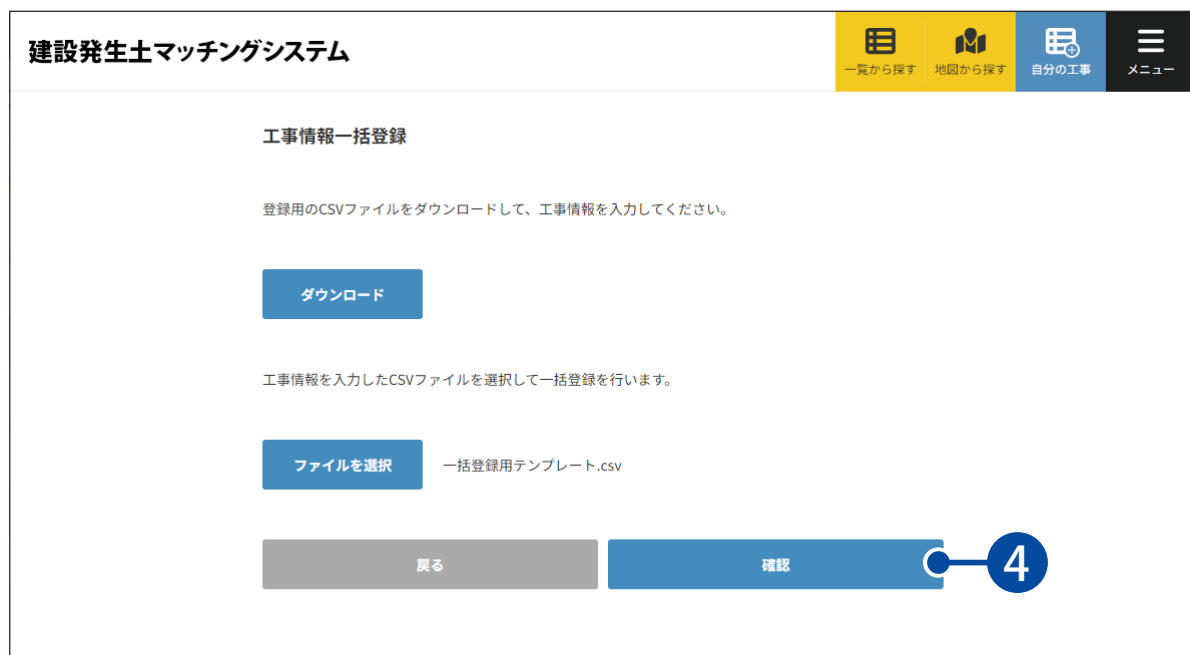 建設発生土マッチングシステム
一覧から探す
地図から探す
自分の工事
メニュー
工事情報一括登録
登録用のCSVファイルをダウンロードして、工事情報を入力してください。
ダウンロード
工事情報を入力したCSVファイルを選択して一括登録を行います。
ファイルを選択 一括登録用テンプレート.csv
戻る
確認
4